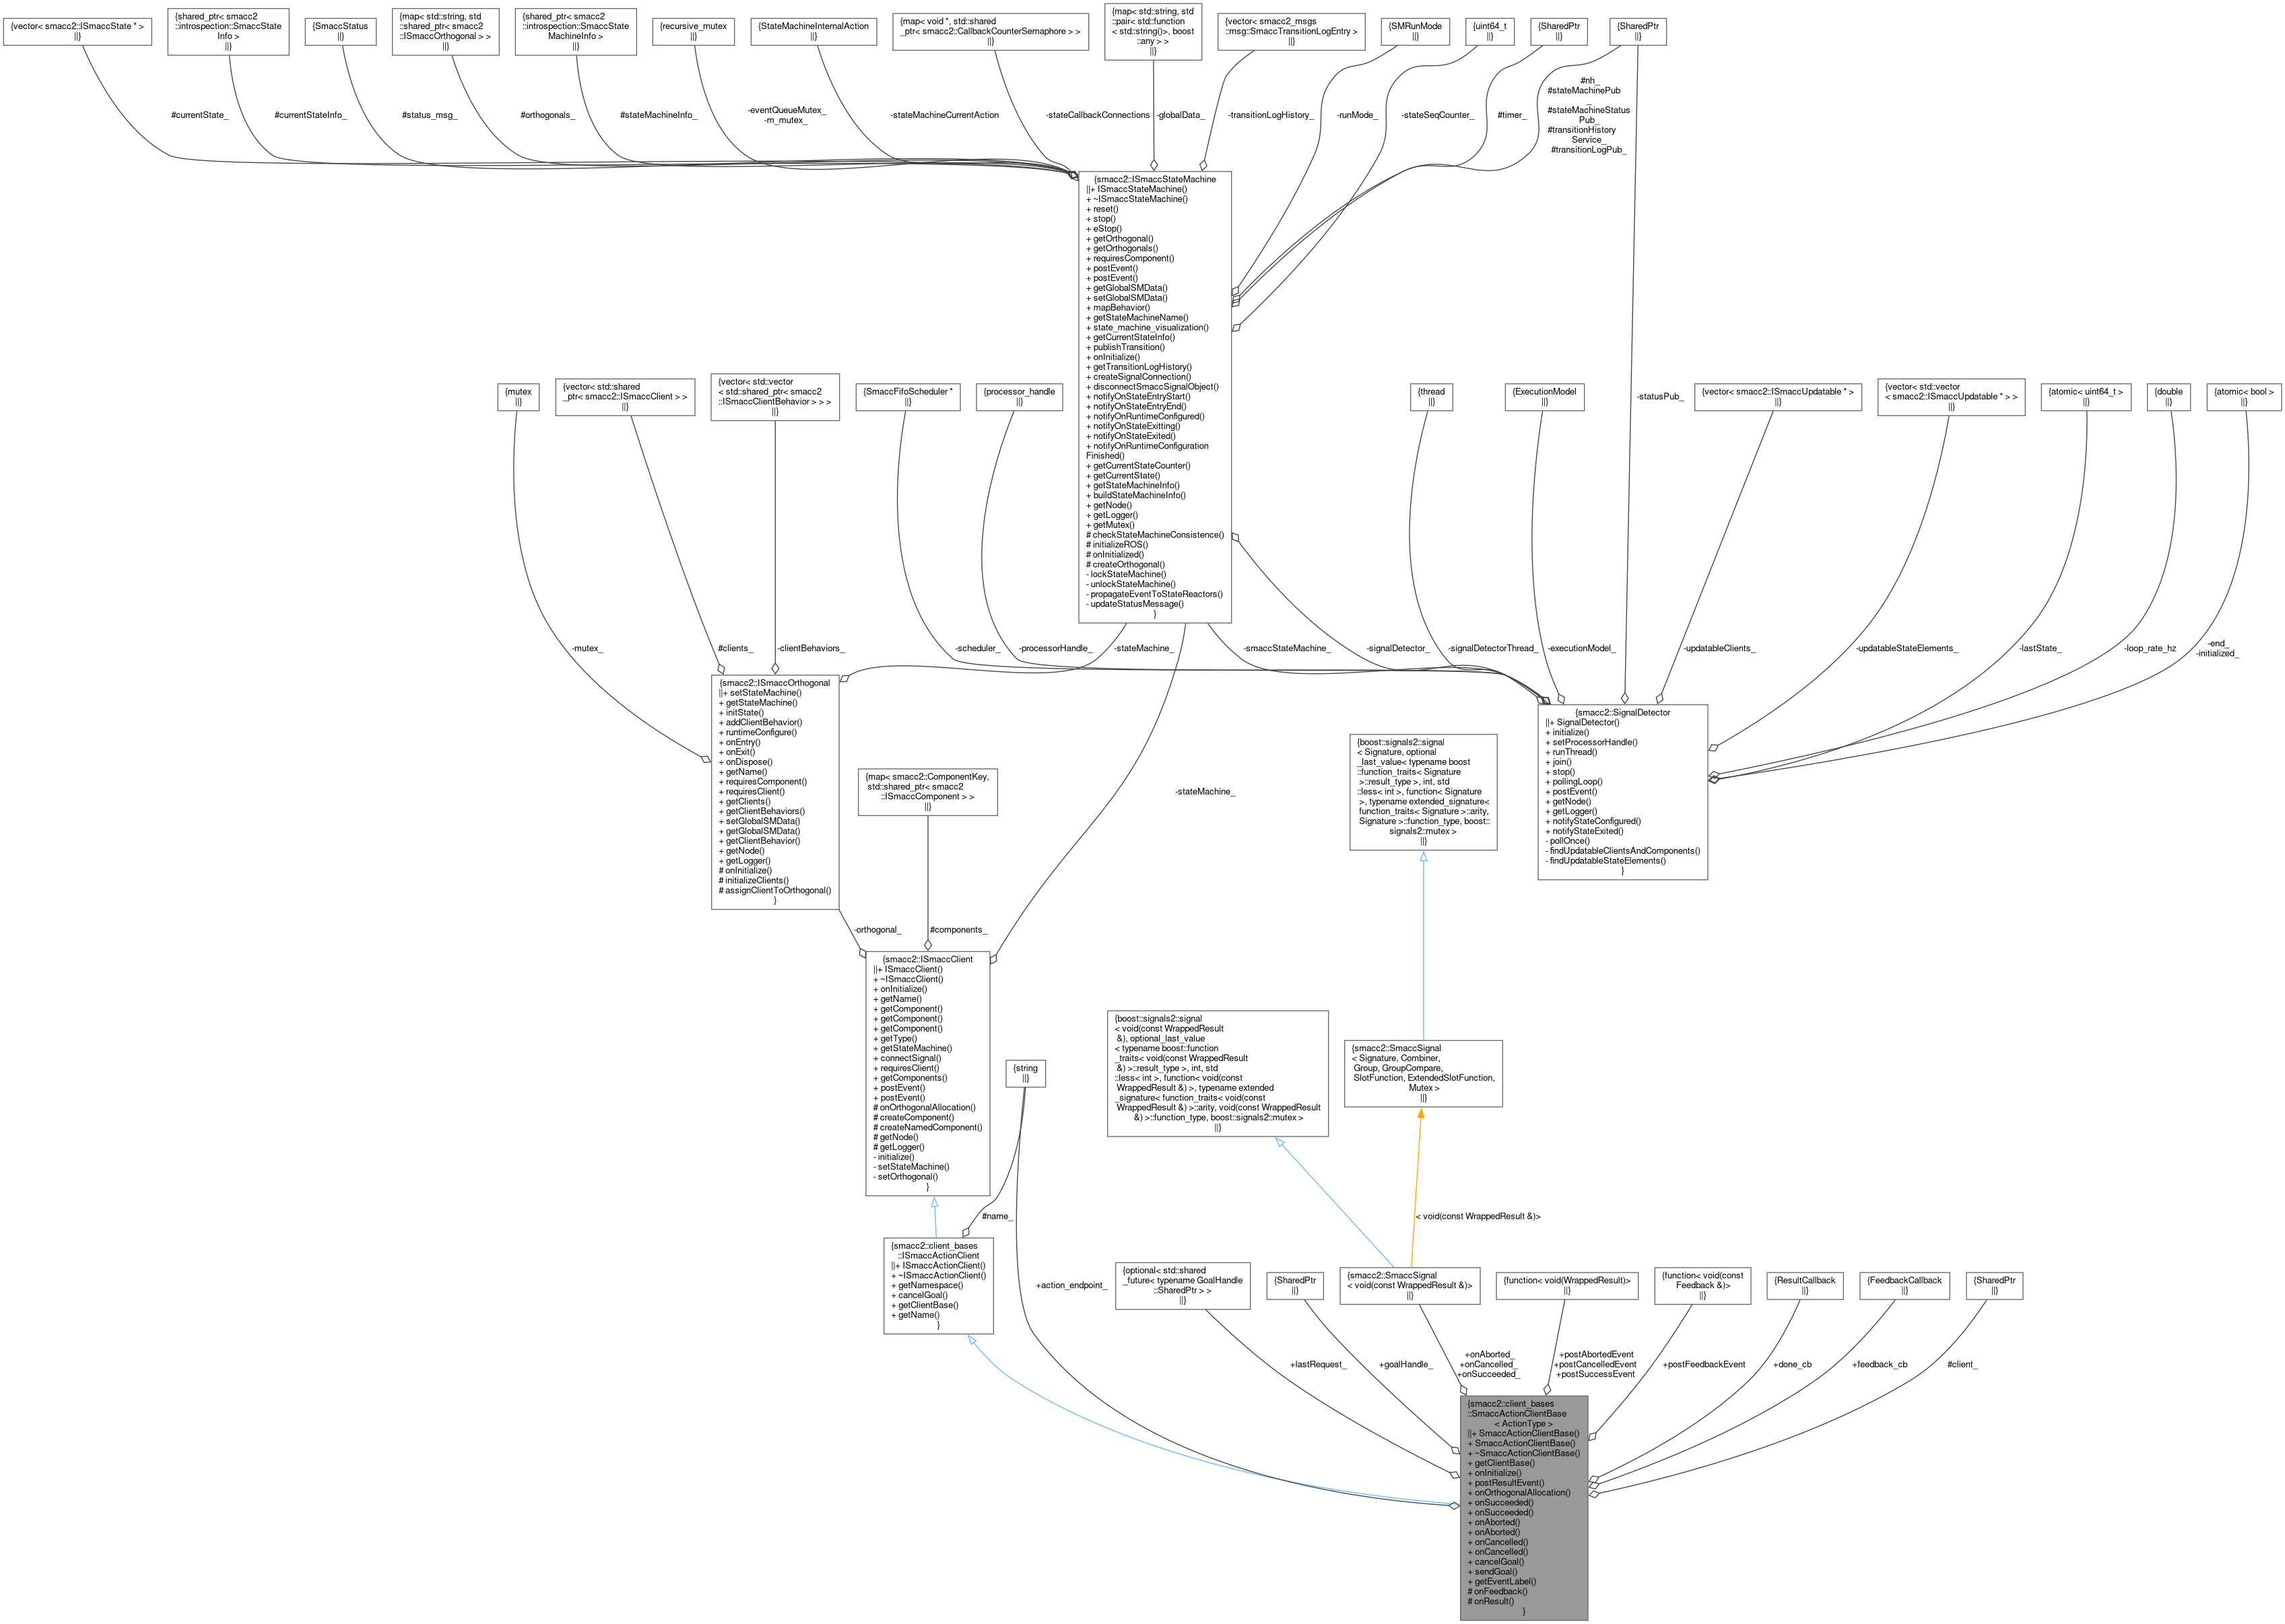 {vector< smacc2::ISmaccState * >
||}
{shared_ptr< smacc2
::introspection::SmaccState
Info >
||}
{SmaccStatus
||}
{map< std::string, std
::shared_ptr< smacc2
::ISmaccOrthogonal > >
||}
{shared_ptr< smacc2
::introspection::SmaccState
MachineInfo >
||}
{recursive_mutex
||}
{StateMachineInternalAction
||}
{map< void *, std::shared
_ptr< smacc2::CallbackCounterSemaphore > >
||}
{map< std::string, std
::pair< std::function
< std::string()>, boost
::any > >
||}
{vector< smacc2_msgs
::msg::SmaccTransitionLogEntry >
||}
{SMRunMode
||}
{uint64_t
||}
{SharedPtr
||}
{SharedPtr
||}
#currentState_
#currentStateInfo_
#status_msg_
#orthogonals_
#stateMachineInfo_
-eventQueueMutex_
-m_mutex_
-stateMachineCurrentAction
-stateCallbackConnections
-globalData_
-transitionLogHistory_
-runMode_
-stateSeqCounter_
#timer_
#nh_
#stateMachinePub
_
#stateMachineStatus
Pub_
#transitionHistory
Service_
#transitionLogPub_
{smacc2::ISmaccStateMachine
||+ ISmaccStateMachine()
+ ~ISmaccStateMachine()
+ reset()
+ stop()
+ eStop()
+ getOrthogonal()
+ getOrthogonals()
+ requiresComponent()
+ postEvent()
+ postEvent()
+ getGlobalSMData()
+ setGlobalSMData()
+ mapBehavior()
+ getStateMachineName()
+ state_machine_visualization()
+ getCurrentStateInfo()
+ publishTransition()
+ onInitialize()
+ getTransitionLogHistory()
+ createSignalConnection()
+ disconnectSmaccSignalObject()
+ notifyOnStateEntryStart()
+ notifyOnStateEntryEnd()
+ notifyOnRuntimeConfigured()
+ notifyOnStateExitting()
+ notifyOnStateExited()
+ notifyOnRuntimeConfiguration
Finished()
+ getCurrentStateCounter()
+ getCurrentState()
+ getStateMachineInfo()
+ buildStateMachineInfo()
+ getNode()
+ getLogger()
+ getMutex()
# checkStateMachineConsistence()
# initializeROS()
# onInitialized()
# createOrthogonal()
- lockStateMachine()
- unlockStateMachine()
- propagateEventToStateReactors()
- updateStatusMessage()
}
{mutex
||}
{vector< std::shared
_ptr< smacc2::ISmaccClient > >
||}
{vector< std::vector
< std::shared_ptr< smacc2
::ISmaccClientBehavior > > >
||}
{SmaccFifoScheduler *
||}
{processor_handle
||}
{thread
||}
{ExecutionModel
||}
-statusPub_
{vector< smacc2::ISmaccUpdatable * >
||}
{vector< std::vector
< smacc2::ISmaccUpdatable * > >
||}
{atomic< uint64_t >
||}
{double
||}
{atomic< bool >
||}
-mutex_
#clients_
-clientBehaviors_
-scheduler_
-processorHandle_
-stateMachine_
-smaccStateMachine_
-signalDetector_
-signalDetectorThread_
-executionModel_
-updatableClients_
-updatableStateElements_
-lastState_
-loop_rate_hz
-end_
-initialized_
{smacc2::ISmaccOrthogonal
||+ setStateMachine()
+ getStateMachine()
+ initState()
+ addClientBehavior()
+ runtimeConfigure()
+ onEntry()
+ onExit()
+ onDispose()
+ getName()
+ requiresComponent()
+ requiresClient()
+ getClients()
+ getClientBehaviors()
+ setGlobalSMData()
+ getGlobalSMData()
+ getClientBehavior()
+ getNode()
+ getLogger()
# onInitialize()
# initializeClients()
# assignClientToOrthogonal()
}
{smacc2::SignalDetector
||+ SignalDetector()
+ initialize()
+ setProcessorHandle()
+ runThread()
+ join()
+ stop()
+ pollingLoop()
+ postEvent()
+ getNode()
+ getLogger()
+ notifyStateConfigured()
+ notifyStateExited()
- pollOnce()
- findUpdatableClientsAndComponents()
- findUpdatableStateElements()
}
{map< smacc2::ComponentKey,
std::shared_ptr< smacc2
::ISmaccComponent > >
||}
{boost::signals2::signal
< Signature, optional
_last_value< typename boost
::function_traits< Signature
>::result_type >, int, std
::less< int >, function< Signature
>, typename extended_signature<
function_traits< Signature >::arity,
Signature >::function_type, boost::
signals2::mutex >
||}
-stateMachine_
-orthogonal_
#components_
{smacc2::ISmaccClient
||+ ISmaccClient()
+ ~ISmaccClient()
+ onInitialize()
+ getName()
+ getComponent()
+ getComponent()
+ getComponent()
+ getType()
+ getStateMachine()
+ connectSignal()
+ requiresClient()
+ getComponents()
+ postEvent()
+ postEvent()
# onOrthogonalAllocation()
# createComponent()
# createNamedComponent()
# getNode()
# getLogger()
- initialize()
- setStateMachine()
- setOrthogonal()
}
{string
||}
{boost::signals2::signal
< void(const WrappedResult
&), optional_last_value
< typename boost::function
_traits< void(const WrappedResult
&) >::result_type >, int, std
::less< int >, function< void(const
WrappedResult &) >, typename extended
_signature< function_traits< void(const
WrappedResult &) >::arity, void(const WrappedResult
&) >::function_type, boost::signals2::mutex >
||}
{smacc2::SmaccSignal
< Signature, Combiner,
Group, GroupCompare,
SlotFunction, ExtendedSlotFunction,
Mutex >
||}
#name_
< void(const WrappedResult &)>
{smacc2::client_bases
::ISmaccActionClient
||+ ISmaccActionClient()
+ ~ISmaccActionClient()
+ getNamespace()
+ cancelGoal()
+ getClientBase()
+ getName()
}
+action_endpoint_
{optional< std::shared
_future< typename GoalHandle
::SharedPtr > >
||}
{SharedPtr
||}
{smacc2::SmaccSignal
< void(const WrappedResult &)>
||}
{function< void(WrappedResult)>
||}
{function< void(const
Feedback &)>
||}
{ResultCallback
||}
{FeedbackCallback
||}
{SharedPtr
||}
+lastRequest_
+goalHandle_
+onAborted_
+onCancelled_
+onSucceeded_
+postAbortedEvent
+postCancelledEvent
+postSuccessEvent
+postFeedbackEvent
+done_cb
+feedback_cb
#client_
{smacc2::client_bases
::SmaccActionClientBase
< ActionType >
||+ SmaccActionClientBase()
+ SmaccActionClientBase()
+ ~SmaccActionClientBase()
+ getClientBase()
+ onInitialize()
+ postResultEvent()
+ onOrthogonalAllocation()
+ onSucceeded()
+ onSucceeded()
+ onAborted()
+ onAborted()
+ onCancelled()
+ onCancelled()
+ cancelGoal()
+ sendGoal()
+ getEventLabel()
# onFeedback()
# onResult()
}